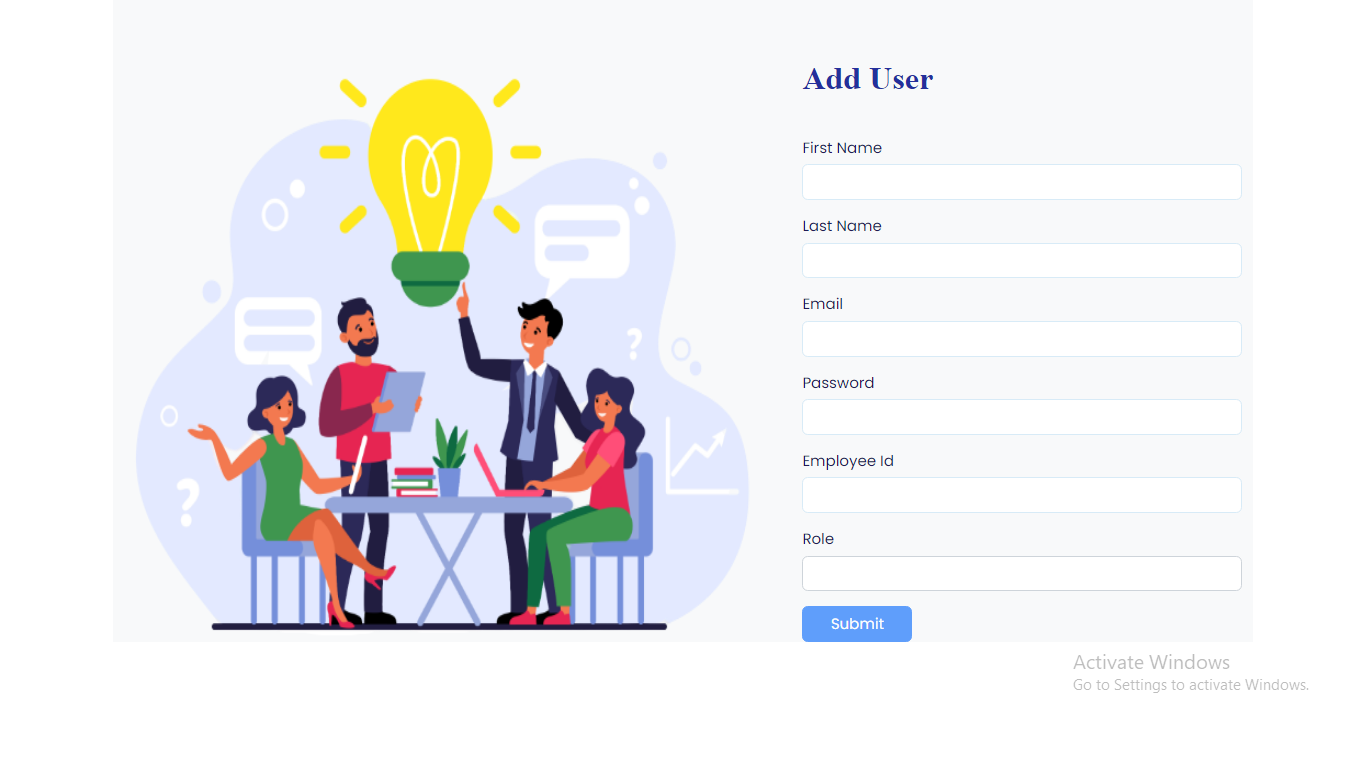 Add User
First Name
Last Name
Email
Password
Employee Id
Role
Submit
Activate Windows
Go to Settings to activate Windows.